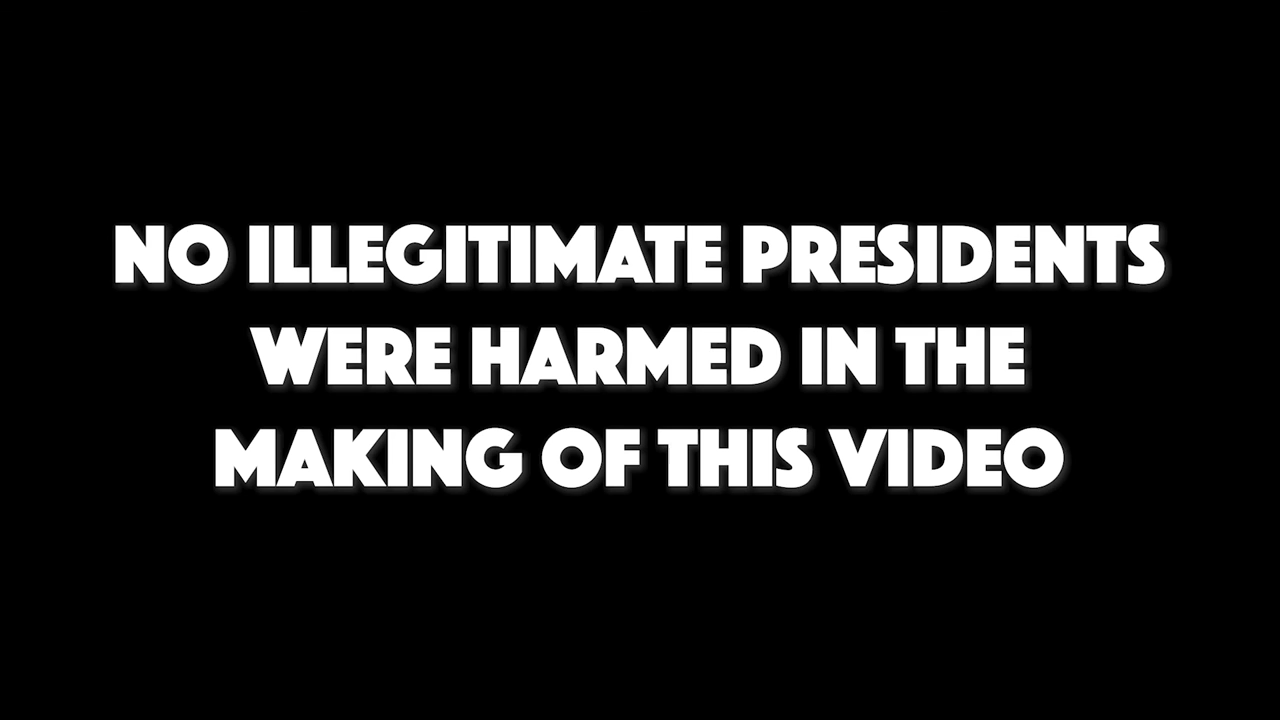 NO ILLEGITIMATE PRESIDENTS
WERE HARMED IN THE
MAKING OF THIS VIDEO